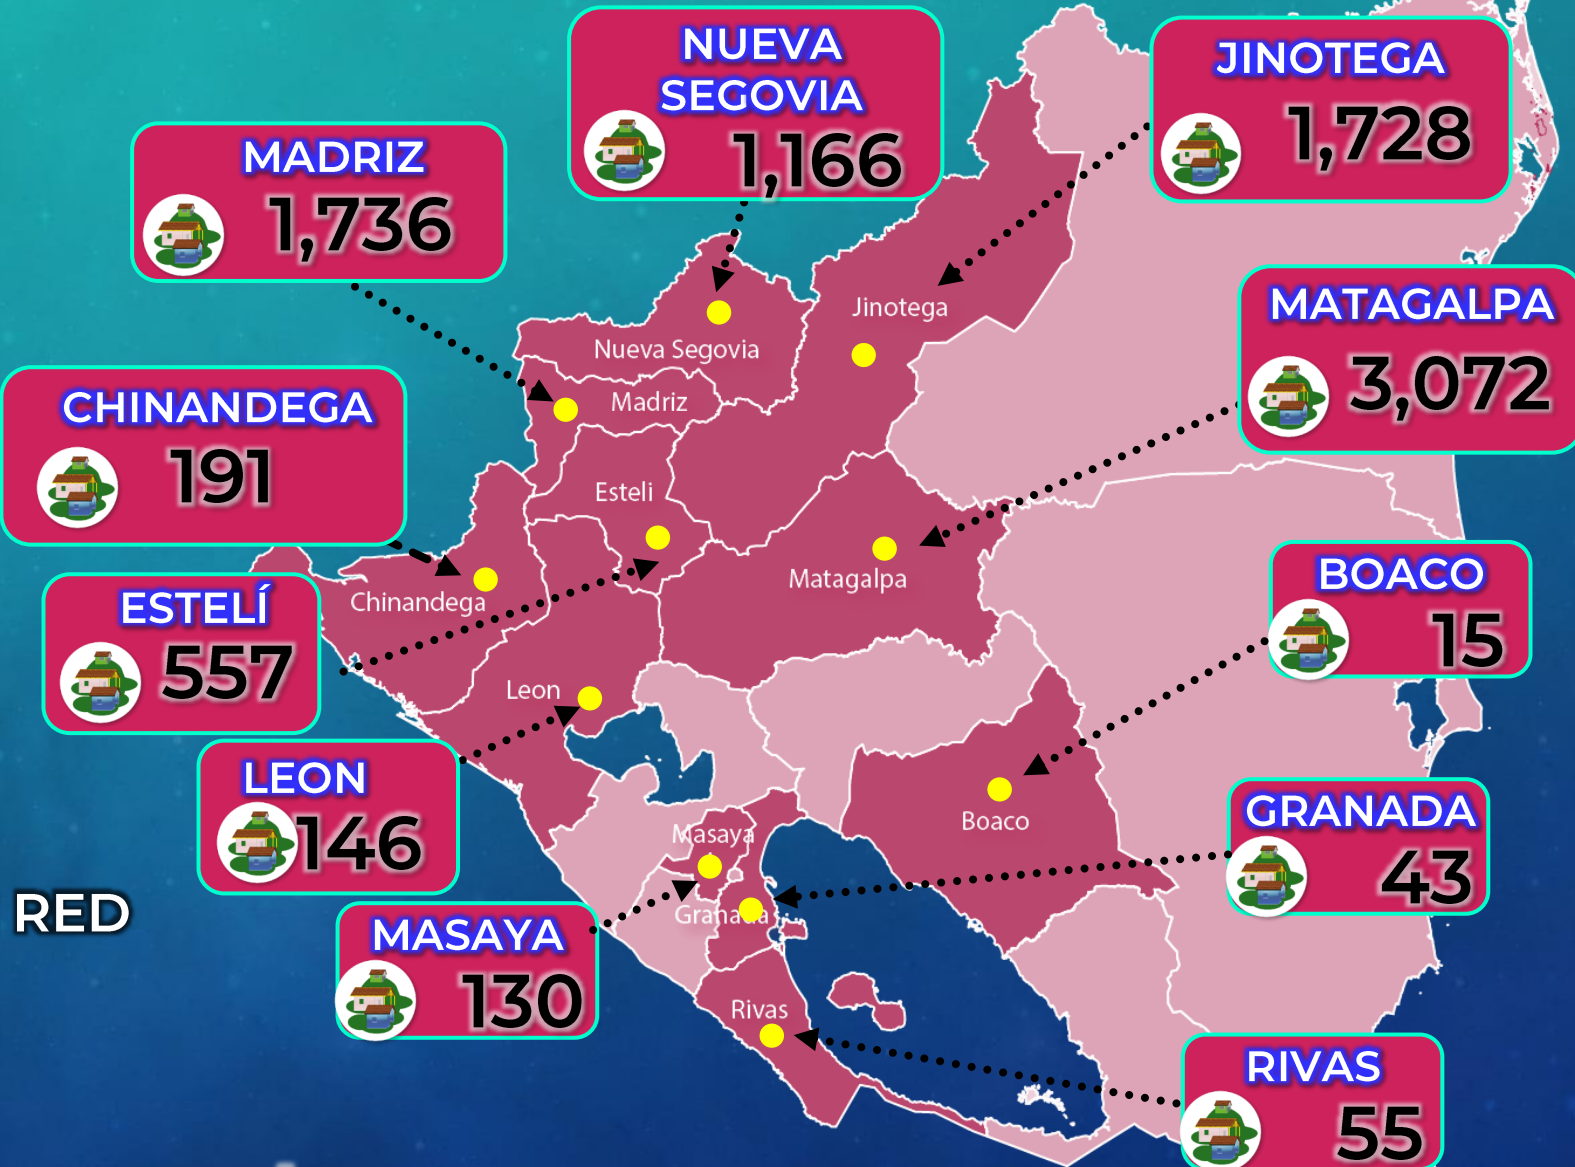 NUEVA
SEGOVIA
1,166
JINOTEGA
1,728
MADRIZ
1,736
MATAGALPA
3,072
CHINANDEGA
191
ESTELÍ
557
BOACO
15
LEON
146
GRANADA
43
RED
MASAYA
130
RIVAS
55
Jinotega
Nueva Segovia
Madriz
Esteli
Matagalpa
Chinandega
Leon
Boaco
Masaya
Granada
Rivas